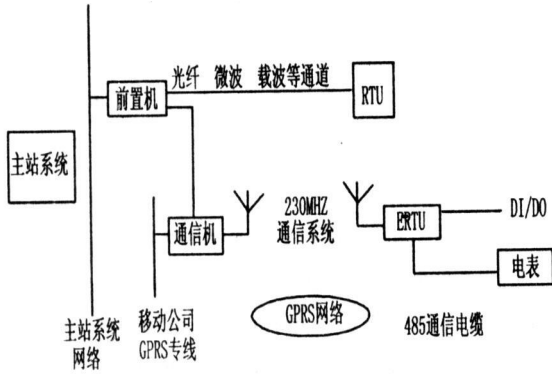 光纤 微波 载波等通道
前置机
RTU
主站系统
230MHZ
通信系统
通信机
ERTU
DI/DO
电表
主站系统
网络
移动公司
GPRS专线
GPRS网络
485通信电缆